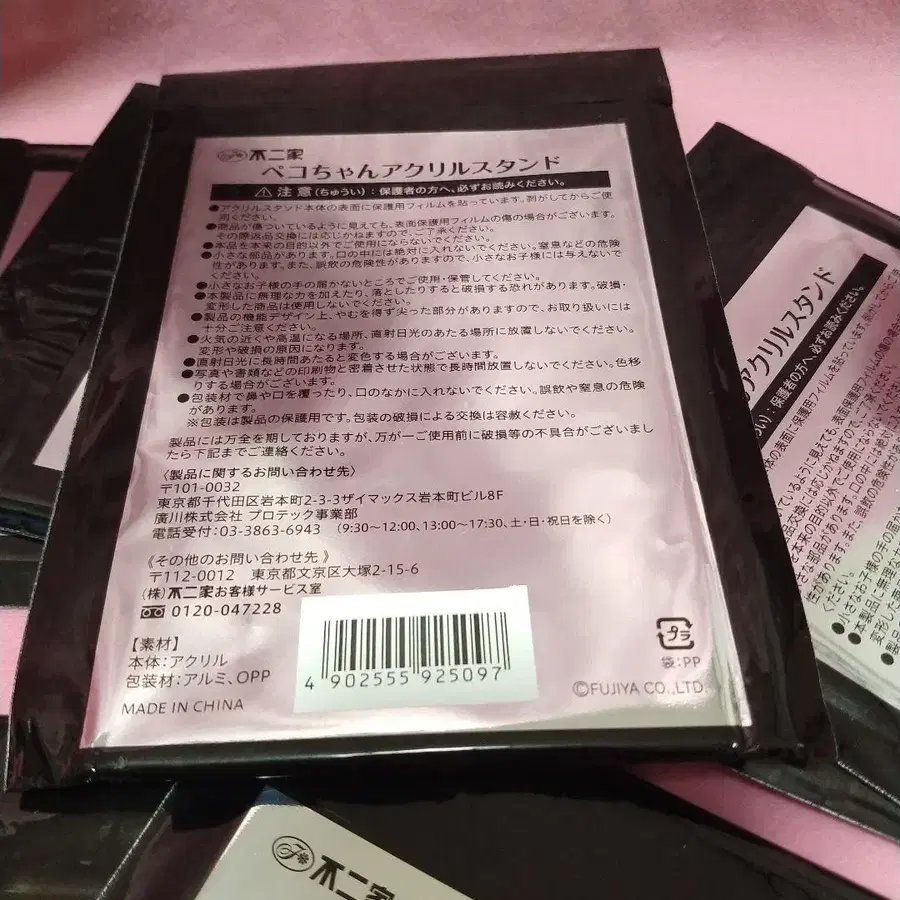 不二家
ペコちゃんアクリルスタンド
⚠注意(ちゅうい):保護者の方へ、必ずお読みください。
●アクリルスタンド本体の表面に保護用フィルムを貼っています。剥がしてからご使
用ください。
●商品が傷ついているように見えても、表面保護用フィルムの傷の場合がございます。
その際返品交換には応じかねますので、ご了承ください。
●本品を本来の目的以外でご使用にならないでください。
●小さな部品があります。口の中には絶対に入れないでください。窒息などの危険
性があります。また、誤飲の危険性がありますので、小さなお子様には与えないで
ください。
●小さなお子様の手の届かないところでご使用・保管してください。
●本製品に無理な力を加えたり、落としたりすると破損する恐れがあります。破損・
変形した商品は使用しないでください。
●製品の機能デザイン上、やむを得ず尖った部分がありますので、お取り扱いには
十分ご注意ください。
●火気の近くや高温になる場所、直射日光のあたる場所に放置しないでください。
変形や破損の原因になります。
●直射日光に長時間あたると変色する場合がございます。
●写真や書類などの印刷物と密着させた状態で長時間放置しないでください。色移
りする場合がございます。
●包装材で鼻や口を覆ったり、口のなかに入れないでください。誤飲や窒息の危険
があります。
※包装は製品の保護用です。包装の破損による交換は容赦ください。
製品には万全を期しておりますが、万が一ご使用前に破損等の不具合がございまし
たら下記までご連絡ください。
〈製品に関するお問い合わせ先〉
〒101-0032
東京都千代田区岩本町2-3-3ザイマックス岩本町ビル8F
廣川株式会社 プロテック事業部
電話受付:03-3863-6943 (9:30~12:00、13:00~17:30、土・日・祝日を除く)
《その他のお問い合わせ先》
〒112-0012 東京都文京区大塚2-15-6
(株)不二家お客様サービス室
0120-047228
【素材】
本体:アクリル
包装材:アルミ、OPP
MADE IN CHINA
4 902555 925097
プラ
袋:PP
©FUJIYA CO.,LTD.
アクリルスタンド
:保護者の方へ、必ずお読みください。
不二家